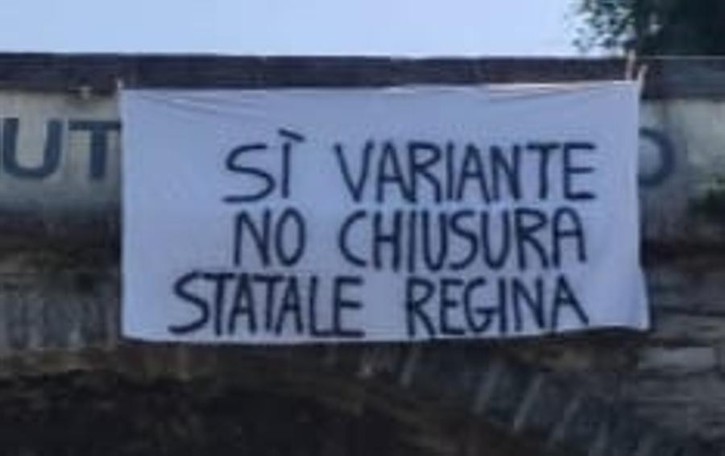 SÌ VARIANTE
NO CHIUSURA
STATALE REGINA